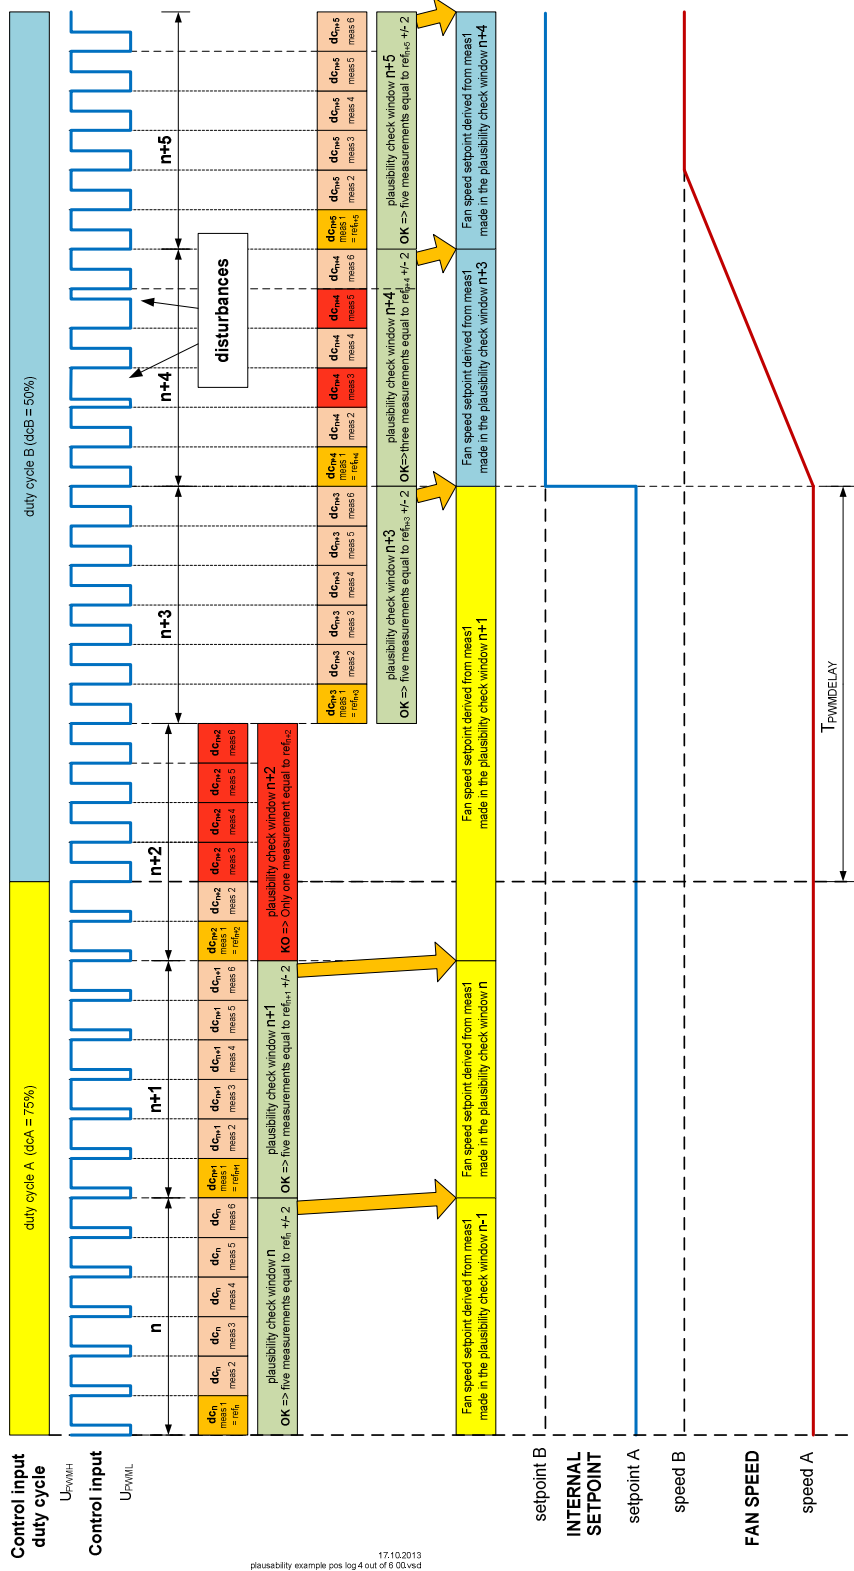 Control input
duty cycle
duty cycle A (dcA = 75%)
duty cycle B (dcB = 50%)
UPWMH
Control input
UPWML
n
n+1
n+2
n+3
n+4
n+5
disturbances
dcn
meas 1
= refn
dcn
meas 2
dcn
meas 3
dcn
meas 4
dcn
meas 5
dcn
meas 6
dcn+1
meas 1
= refn+1
dcn+1
meas 2
dcn+1
meas 3
dcn+1
meas 4
dcn+1
meas 5
dcn+1
meas 6
dcn+2
meas 1
= refn+2
dcn+2
meas 2
dcn+2
meas 3
dcn+2
meas 4
dcn+2
meas 5
dcn+2
meas 6
dcn+3
meas 1
= refn+3
dcn+3
meas 2
dcn+3
meas 3
dcn+3
meas 4
dcn+3
meas 5
dcn+3
meas 6
dcn+4
meas 1
= refn+4
dcn+4
meas 2
dcn+4
meas 3
dcn+4
meas 4
dcn+4
meas 5
dcn+4
meas 6
dcn+5
meas 1
= refn+5
dcn+5
meas 2
dcn+5
meas 3
dcn+5
meas 4
dcn+5
meas 5
dcn+5
meas 6
plausibility check window n
OK => five measurements equal to refn +/- 2
plausibility check window n+1
OK => five measurements equal to refn+1 +/- 2
plausibility check window n+2
KO => Only one measurement equal to refn+2
plausibility check window n+3
OK => five measurements equal to refn+3 +/- 2
plausibility check window n+4
OK=>three measurements equal to refn+4 +/- 2
plausibility check window n+5
OK => five measurements equal to refn+5 +/- 2
Fan speed setpoint derived from meas1
made in the plausibility check window n-1
Fan speed setpoint derived from meas1
made in the plausibility check window n
Fan speed setpoint derived from meas1
made in the plausibility check window n+1
Fan speed setpoint derived from meas1
made in the plausibility check window n+3
Fan speed setpoint derived from meas1
made in the plausibility check window n+4
setpoint B
INTERNAL
SETPOINT
setpoint A
speed B
FAN SPEED
speed A
TPWMDELAY
17.10.2013
plausability example pos log 4 out of 6 00.vsd